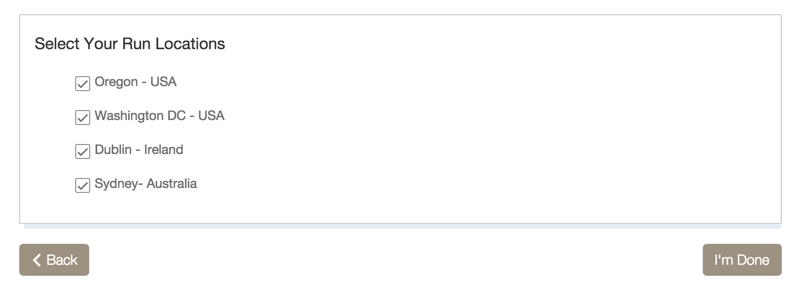 Select Your Run Locations
Oregon - USA
Washington DC - USA
Dublin - Ireland
Sydney- Australia
Back
I'm Done